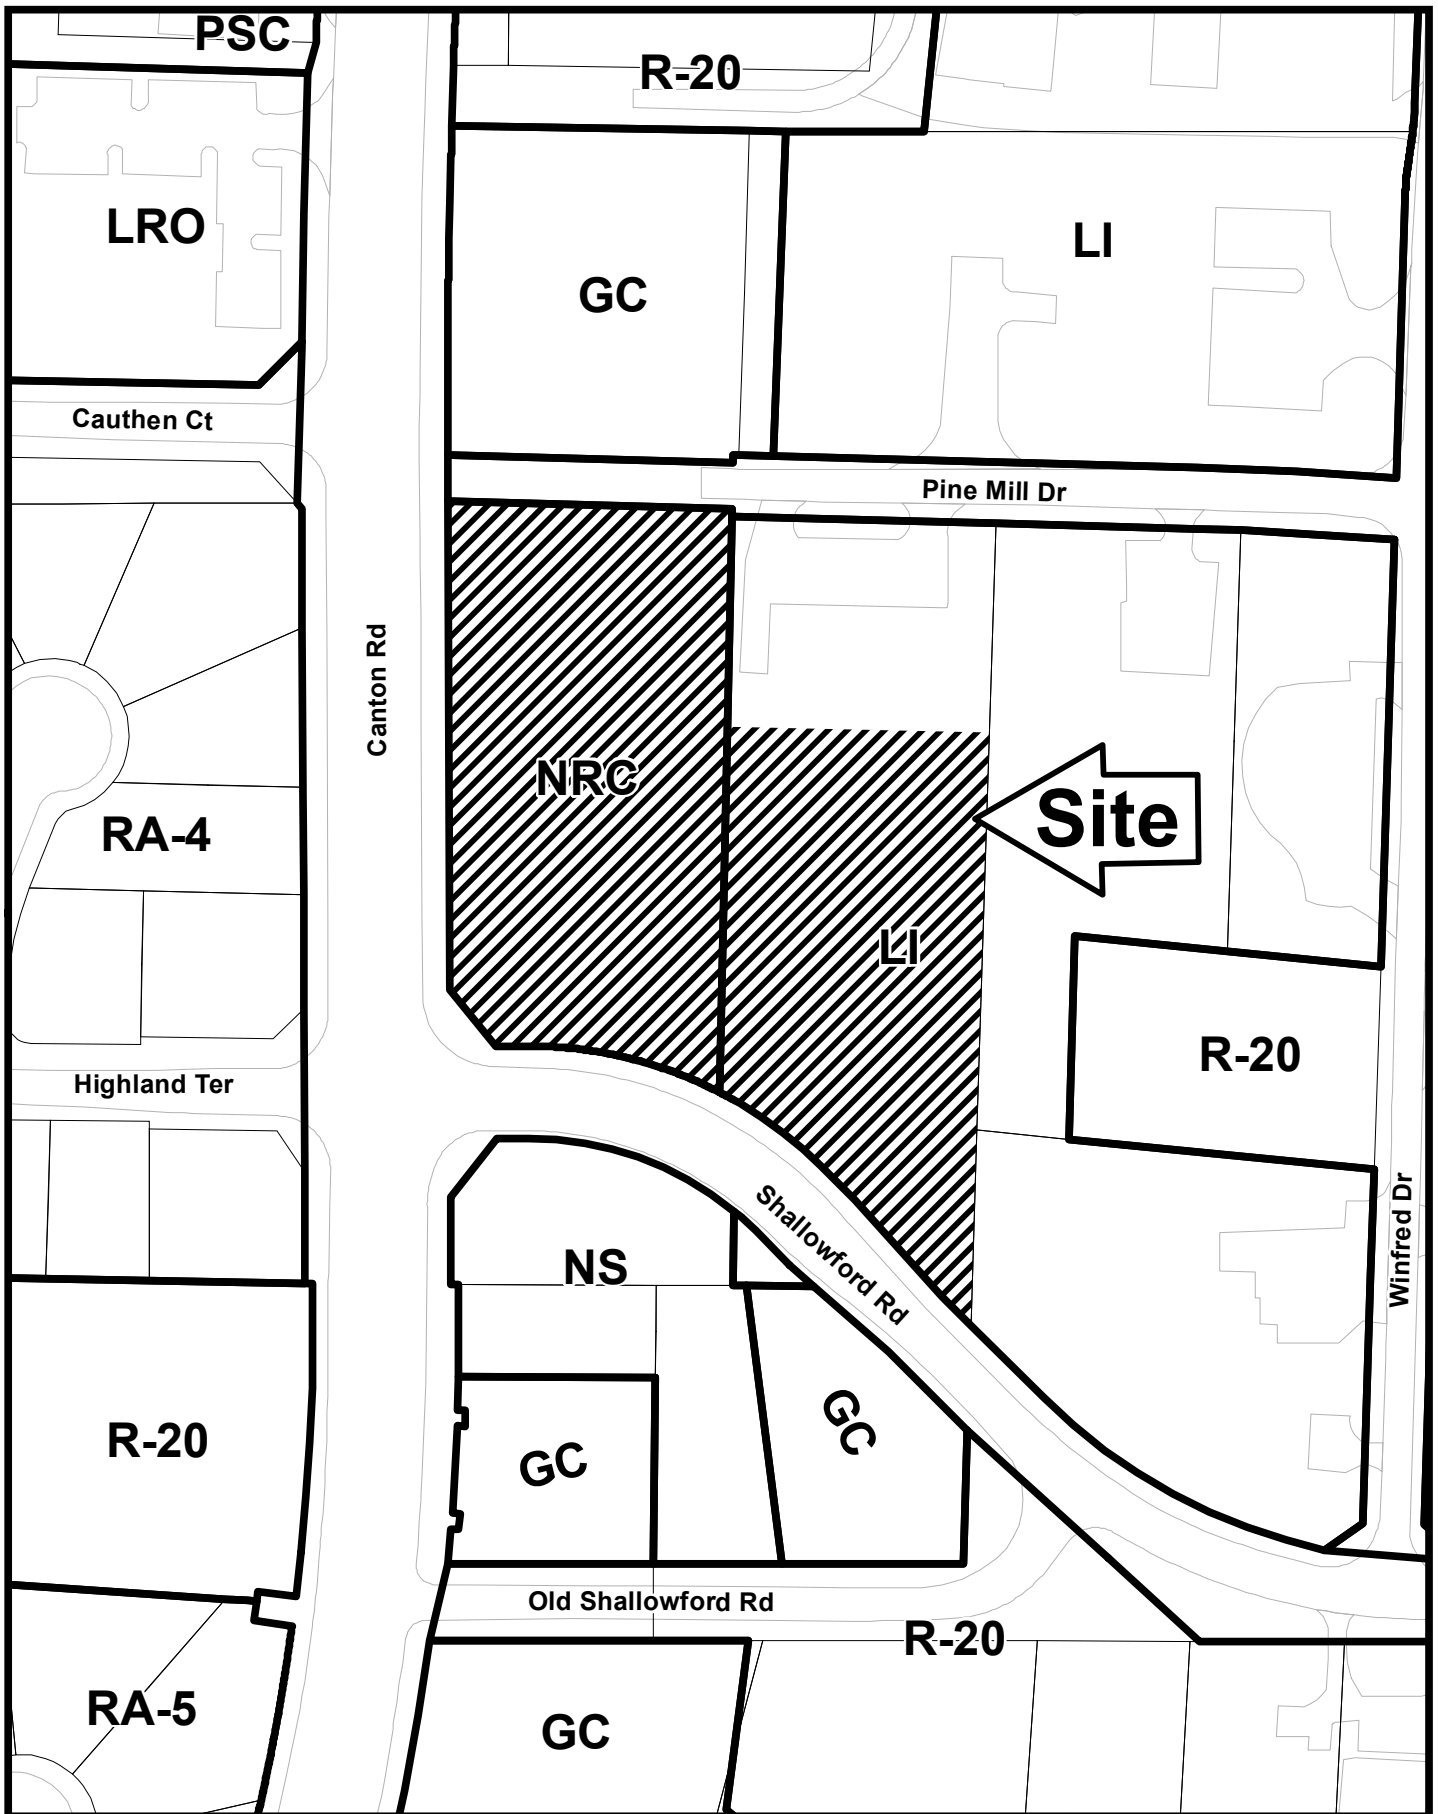 PSC
R-20
LRO
LI
GC
Cauthen Ct
Pine Mill Dr
Canton Rd
NRC
Site
RA-4
LI
R-20
Highland Ter
Shallowford Rd
Winfred Dr
NS
GC
R-20
GC
Old Shallowford Rd
R-20
RA-5
GC